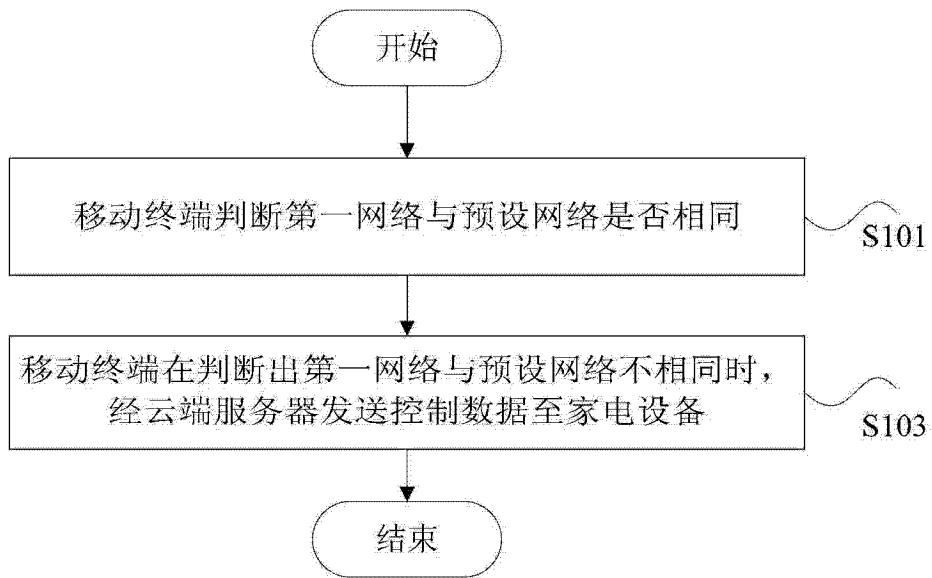 开始
移动终端判断第一网络与预设网络是否相同
S101
移动终端在判断出第一网络与预设网络不相同时，
经云端服务器发送控制数据至家电设备
S103
结束